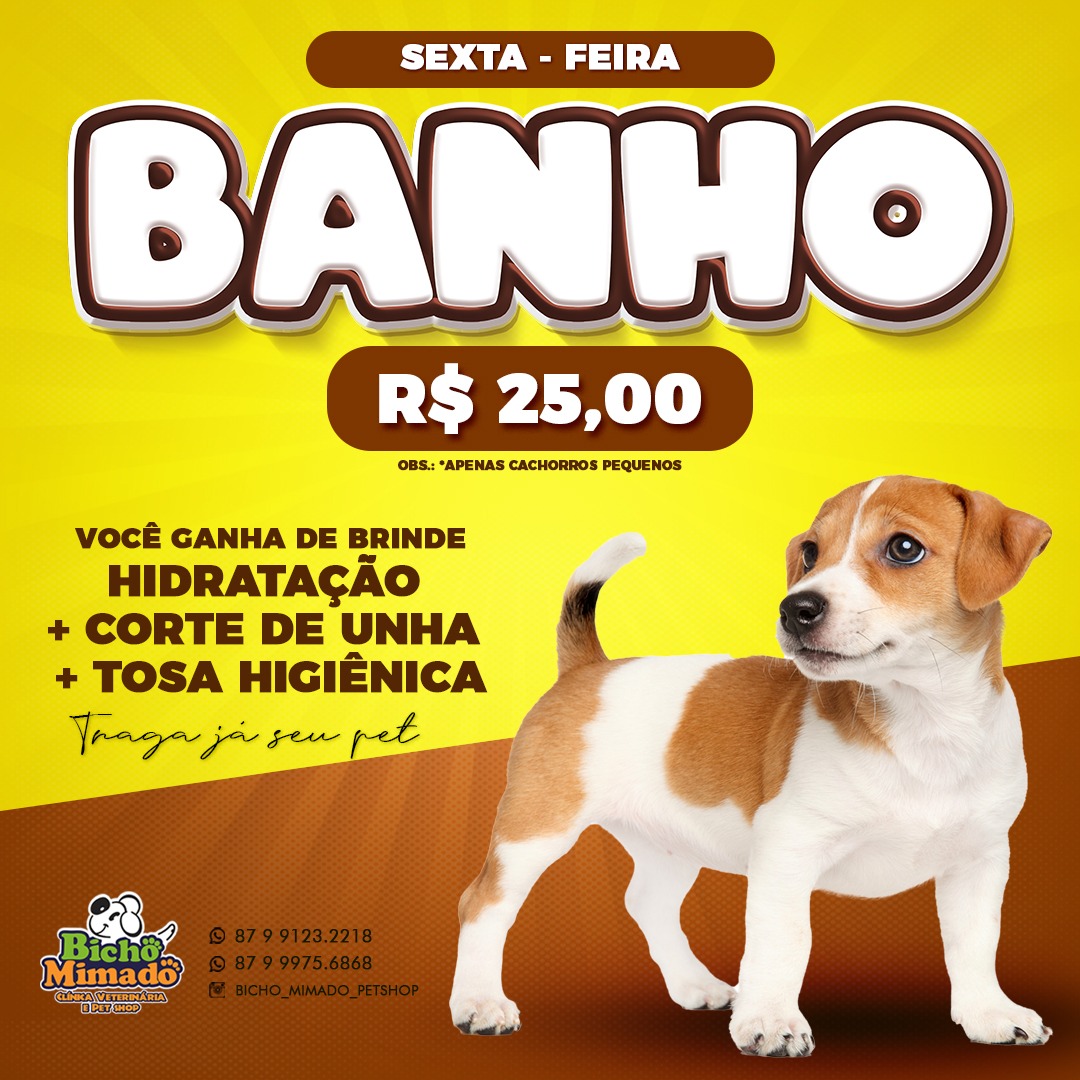 SEXTA - FEIRA
BANHO
R$ 25,00
OBS.: *APENAS CACHORROS PEQUENOS
VOCÊ GANHA DE BRINDE
HIDRATAÇÃO
+ CORTE DE UNHA
+ TOSA HIGIÊNICA
Traga já seu pet
Bicho
Mimado
CLÍNICA VETERINÁRIA
E PET SHOP
87 9 9123.2218
87 9 9975.6868
BICHO_MIMADO_PETSHOP